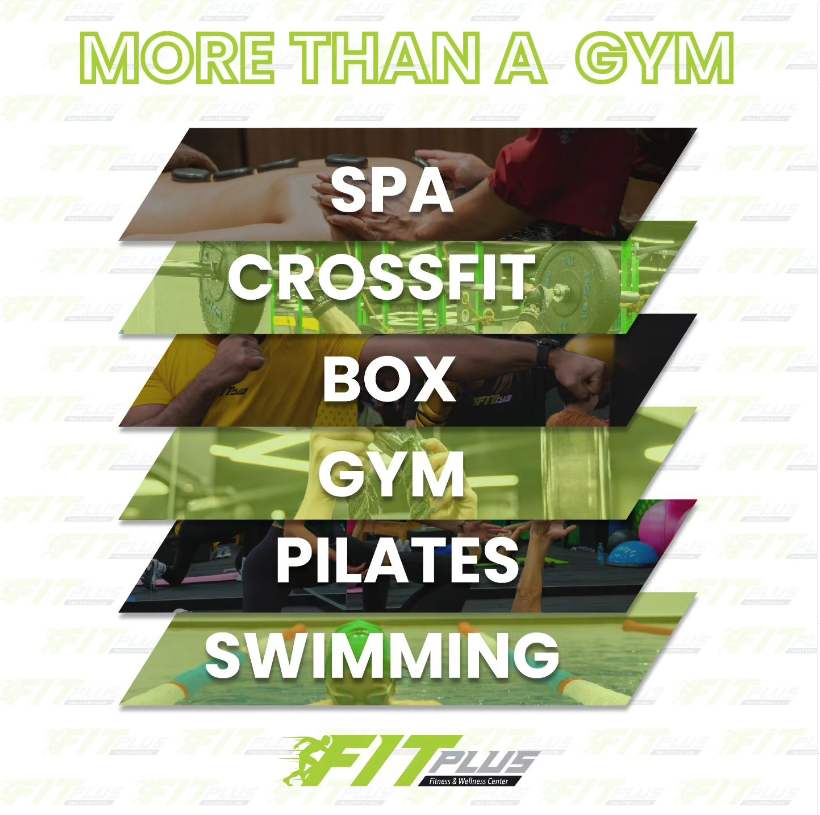 MORE THAN A GYM
SPA
CROSSFIT
BOX
GYM
PILATES
SWIMMING
FIT PLUS
Fitness & Wellness Center